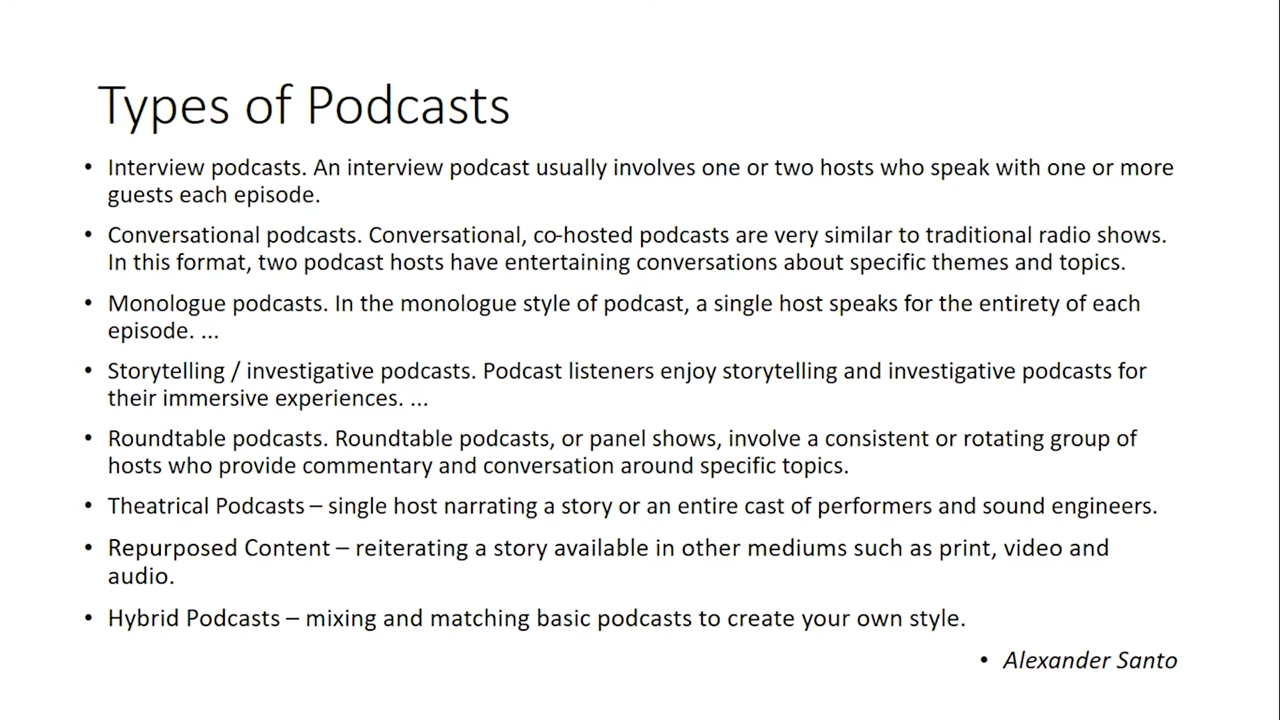 Types of Podcasts
• Interview podcasts. An interview podcast usually involves one or two hosts who speak with one or more
guests each episode.
• Conversational podcasts. Conversational, co-hosted podcasts are very similar to traditional radio shows.
In this format, two podcast hosts have entertaining conversations about specific themes and topics.
• Monologue podcasts. In the monologue style of podcast, a single host speaks for the entirety of each
episode. ...
• Storytelling / investigative podcasts. Podcast listeners enjoy storytelling and investigative podcasts for
their immersive experiences. ...
• Roundtable podcasts. Roundtable podcasts, or panel shows, involve a consistent or rotating group of
hosts who provide commentary and conversation around specific topics.
• Theatrical Podcasts – single host narrating a story or an entire cast of performers and sound engineers.
• Repurposed Content – reiterating a story available in other mediums such as print, video and
audio.
• Hybrid Podcasts – mixing and matching basic podcasts to create your own style.
• Alexander Santo